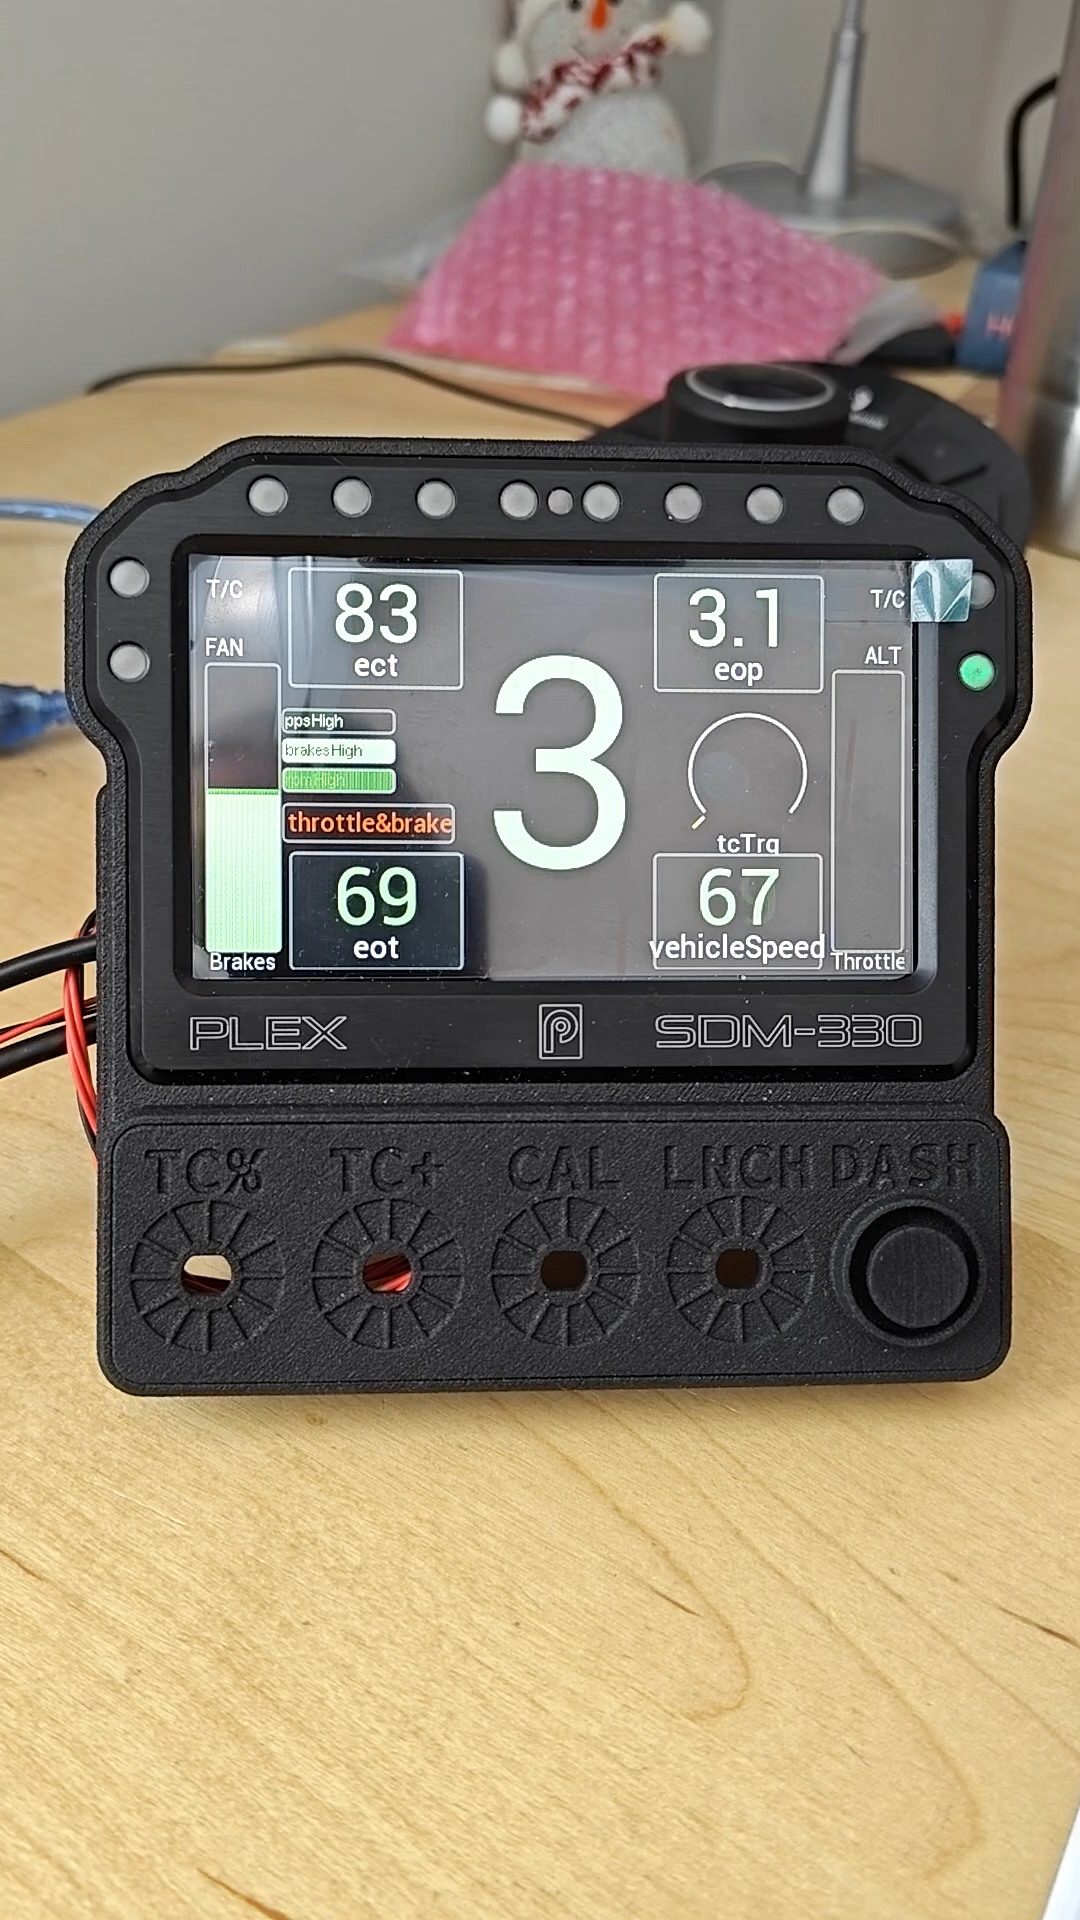 T/C
83
ect
3.1
eop
T/C
FAN
ALT
ppsHigh
brakesHigh
rpmHigh
3
throttle&brake
tcTrq
69
eot
67
vehicleSpeed
Brakes
Throttle
PLEX
SDM-330
TC%
TC+
CAL
LNCH
DASH